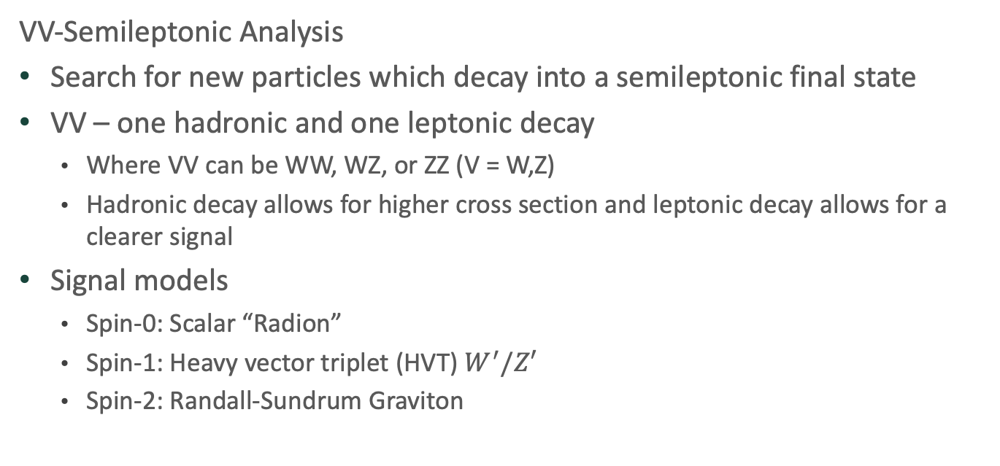 VV-Semileptonic Analysis
• Search for new particles which decay into a semileptonic final state
• VV – one hadronic and one leptonic decay
• Where VV can be WW, WZ, or ZZ (V = W,Z)
• Hadronic decay allows for higher cross section and leptonic decay allows for a
clearer signal
• Signal models
• Spin-0: Scalar “Radion”
• Spin-1: Heavy vector triplet (HVT) W′/Z′
• Spin-2: Randall-Sundrum Graviton